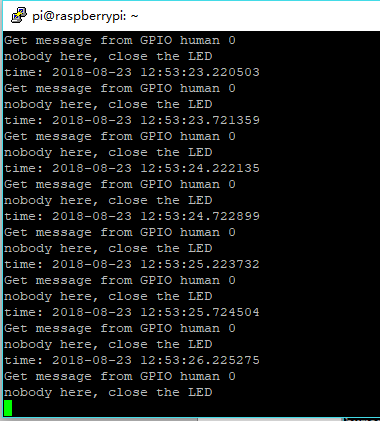 pi@raspberrypi: ~
Get message from GPIO human 0
nobody here, close the LED
time: 2018-08-23 12:53:23.220503
Get message from GPIO human 0
nobody here, close the LED
time: 2018-08-23 12:53:23.721359
Get message from GPIO human 0
nobody here, close the LED
time: 2018-08-23 12:53:24.222135
Get message from GPIO human 0
nobody here, close the LED
time: 2018-08-23 12:53:24.722899
Get message from GPIO human 0
nobody here, close the LED
time: 2018-08-23 12:53:25.223732
Get message from GPIO human 0
nobody here, close the LED
time: 2018-08-23 12:53:25.724504
Get message from GPIO human 0
nobody here, close the LED
time: 2018-08-23 12:53:26.225275
Get message from GPIO human 0
nobody here, close the LED